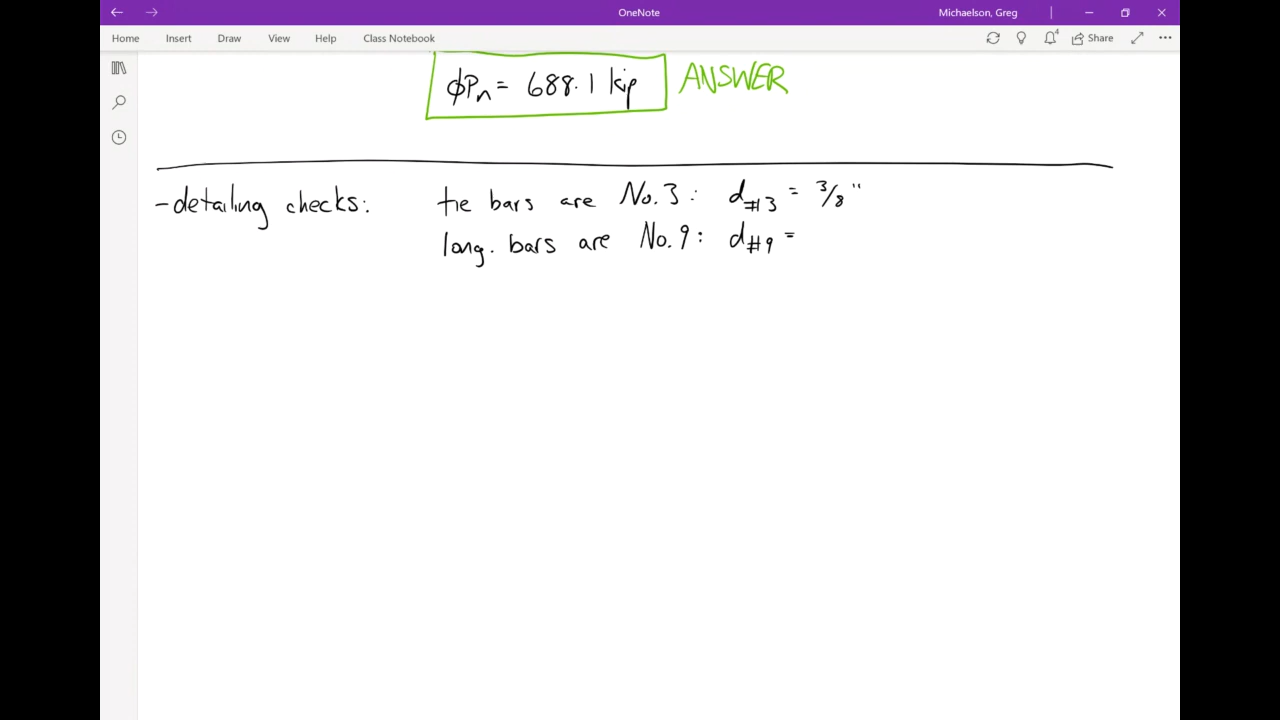 OneNote
Michaelson, Greg
Home Insert Draw View Help Class Notebook
4 Share
ϕPₙ = 688.1 kip ANSWER
- detailing checks: tie bars are No. 3: d#3 = 3/8"
long. bars are No. 9: d#9 =